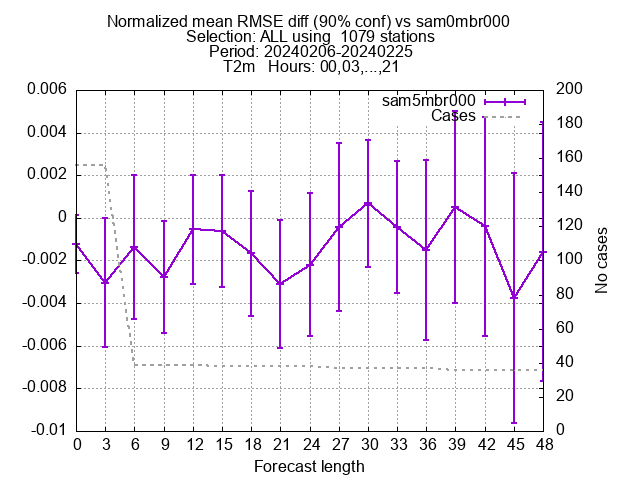 Normalized mean RMSE diff (90% conf) vs sam0mbr000
Selection: ALL using  1079 stations
Period: 20240206-20240225
T2m   Hours: 00,03,...,21
sam5mbr000
Cases
0.006
0.004
0.002
0
-0.002
-0.004
-0.006
-0.008
-0.01
200
180
160
140
120
100
80
60
40
20
0
No cases
0 3 6 9 12 15 18 21 24 27 30 33 36 39 42 45 48
Forecast length